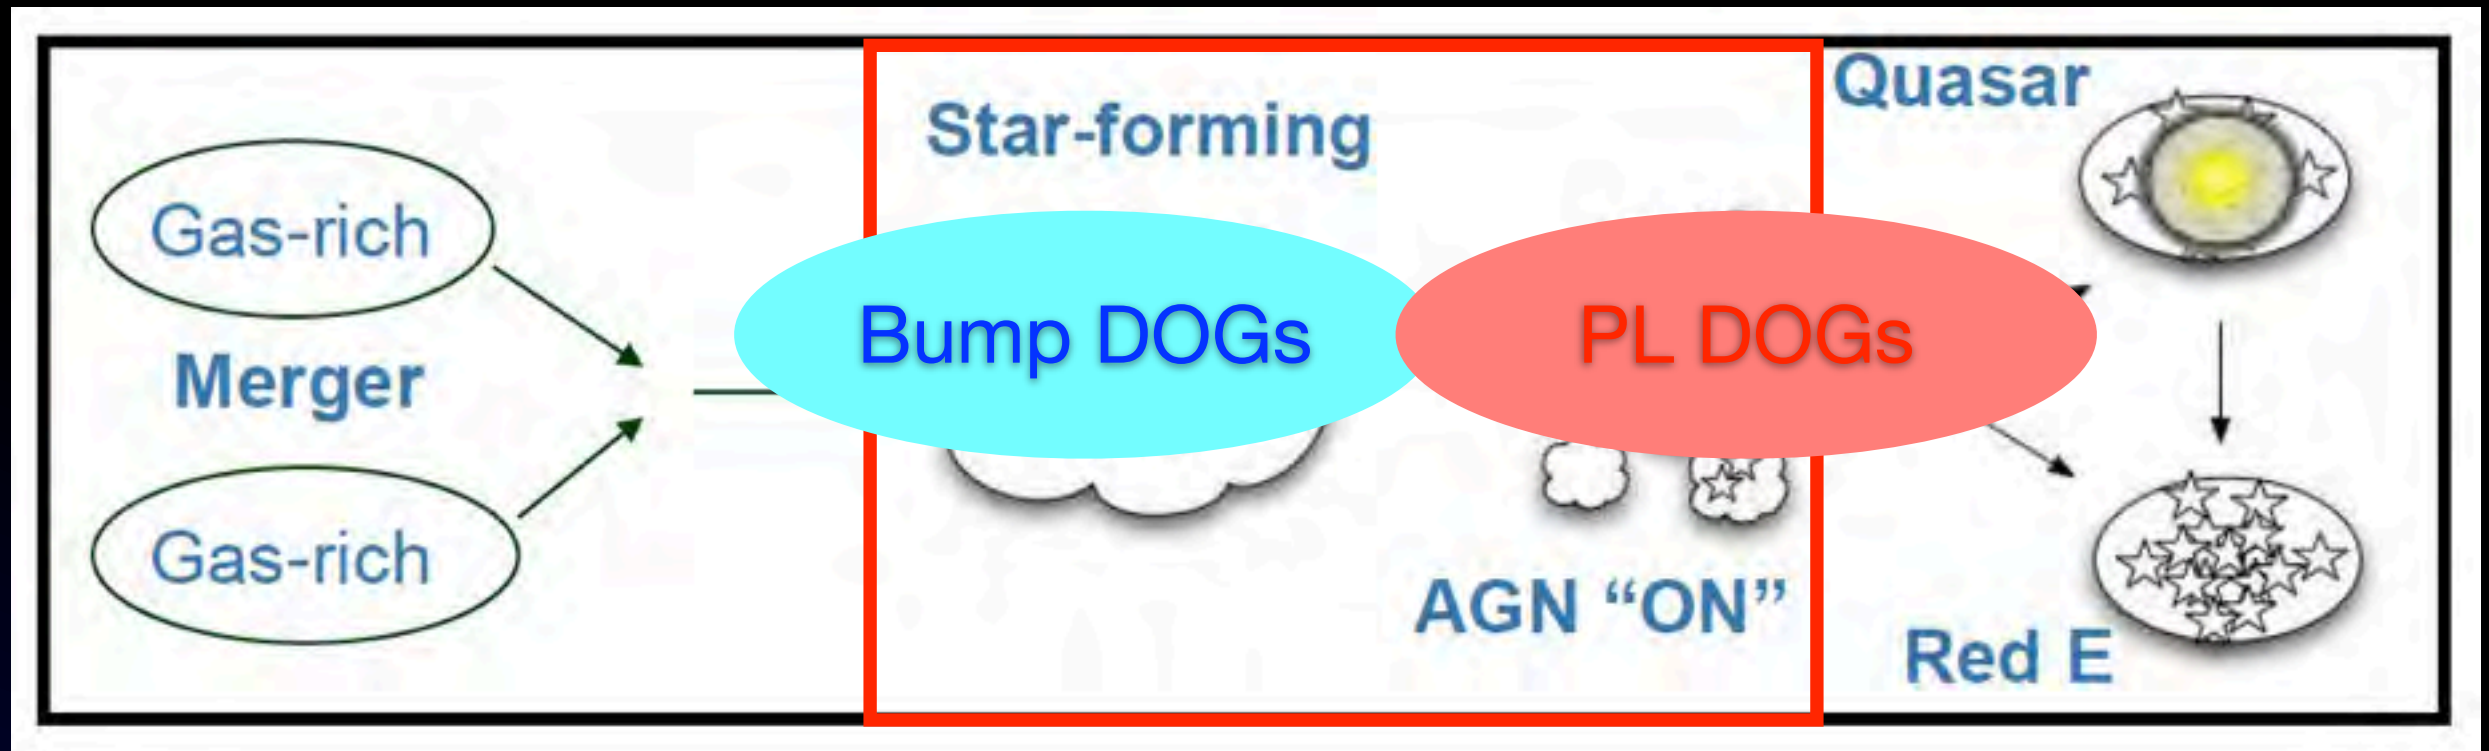 Gas-rich
Merger
Gas-rich
Star-forming
Bump DOGs
PL DOGs
AGN “ON”
Quasar
Red E